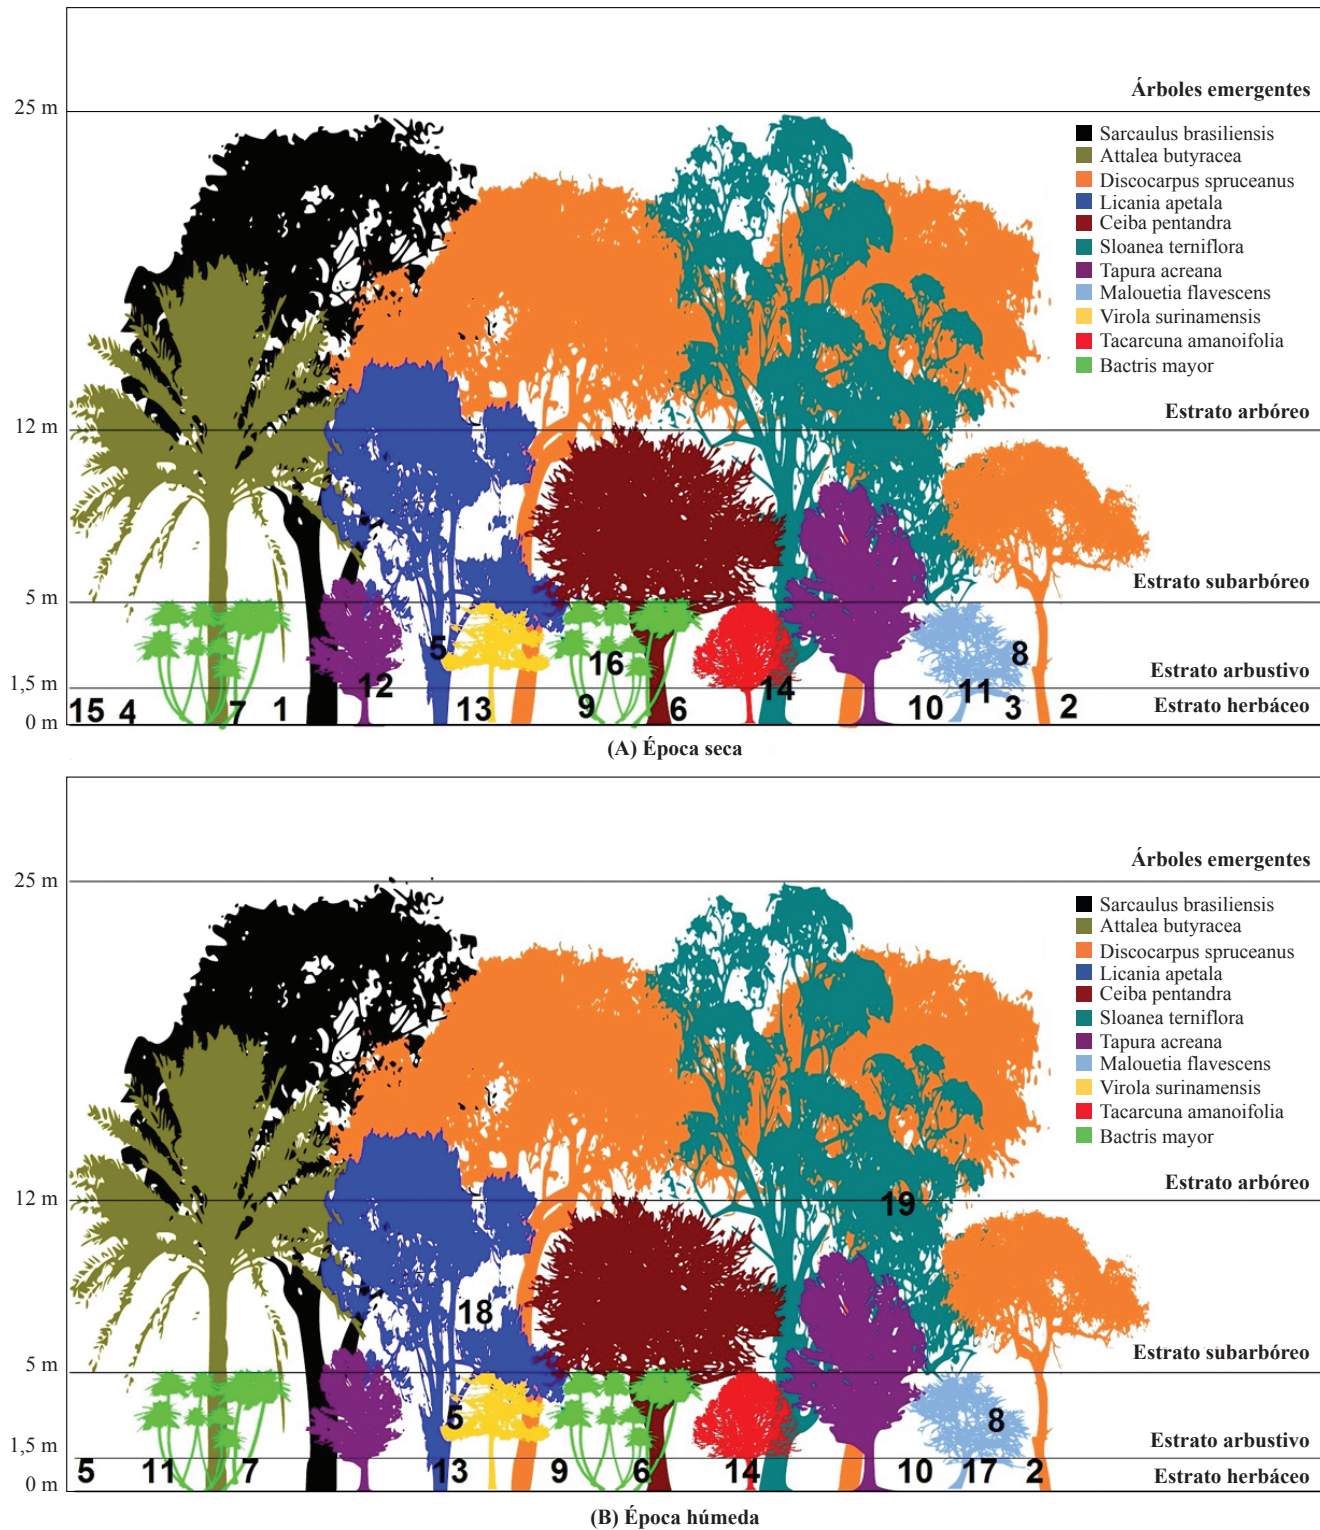 Árboles emergentes
25 m
Sarcaulus brasiliensis
Attalea butyracea
Discocarpus spruceanus
Licania apetala
Ceiba pentandra
Sloanea terniflora
Tapura acreana
Malouetia flavescens
Virola surinamensis
Tacarcuna amanoifolia
Bactris mayor
Estrato arbóreo
12 m
Estrato subarbóreo
5 m
5
8
16
Estrato arbustivo
1,5 m
12
14
11
15 4 7 1 13 9 6 10 3 2
Estrato herbáceo
0 m
(A) Época seca
Árboles emergentes
25 m
Sarcaulus brasiliensis
Attalea butyracea
Discocarpus spruceanus
Licania apetala
Ceiba pentandra
Sloanea terniflora
Tapura acreana
Malouetia flavescens
Virola surinamensis
Tacarcuna amanoifolia
Bactris mayor
Estrato arbóreo
12 m
19
18
Estrato subarbóreo
5 m
5
8
Estrato arbustivo
1,5 m
5 11 7 13 9 6 14 10 17 2
Estrato herbáceo
0 m
(B) Época húmeda